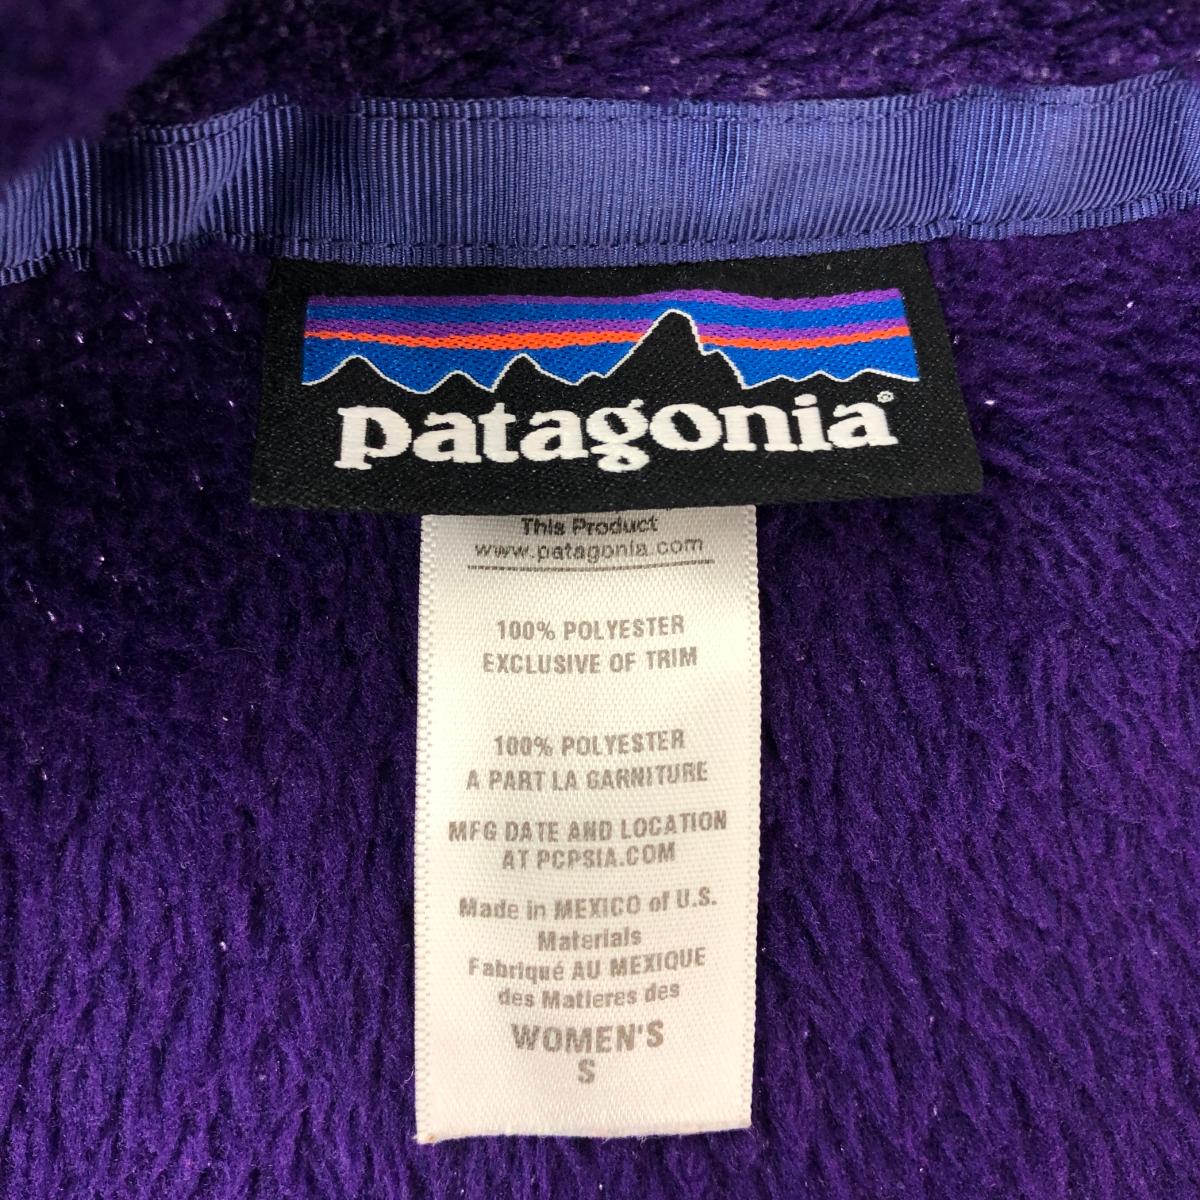 patagonia®
This Product
www.patagonia.com
100% POLYESTER
EXCLUSIVE OF TRIM
100% POLYESTER
A PART LA GARNITURE
MFG DATE AND LOCATION
AT PCPSIA.COM
Made in MEXICO of U.S.
Materials
Fabriqué AU MEXIQUE
des Matieres des
WOMEN'S
S